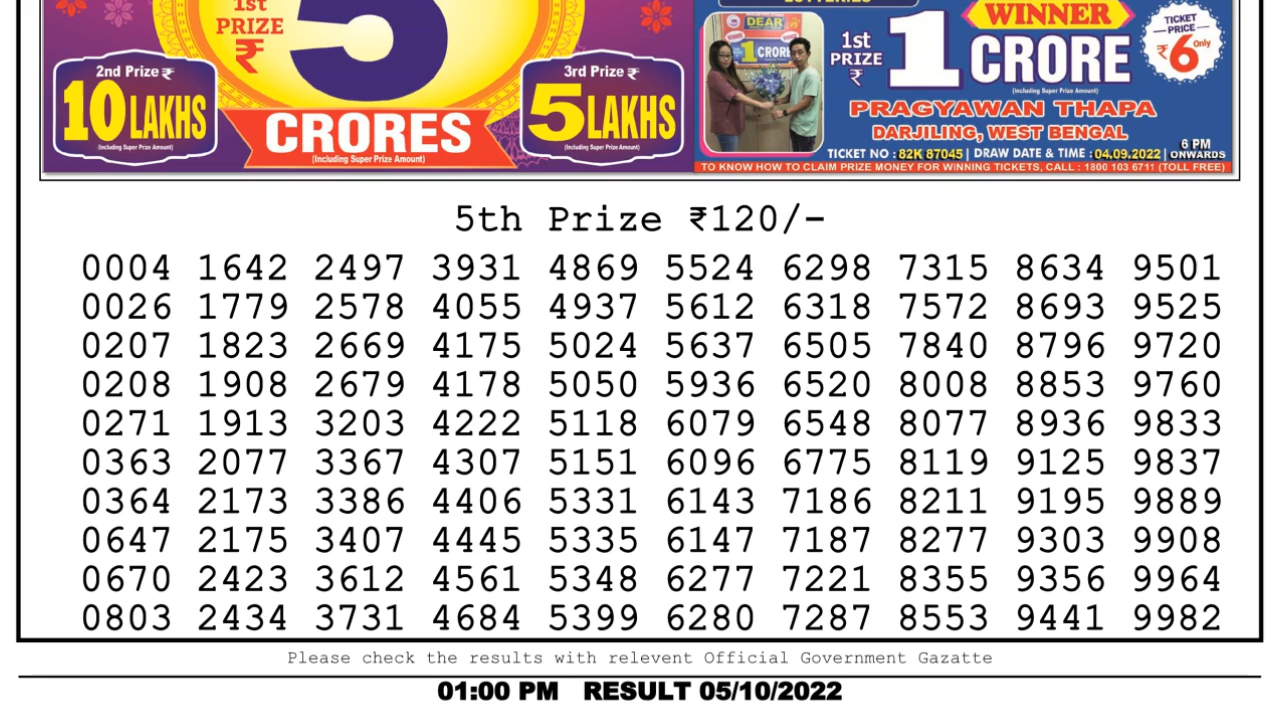 1st
PRIZE
₹
5
CRORES
(Including Super Prize Amount)
2nd Prize ₹
10 LAKHS
(Including Super Prize Amount)
3rd Prize ₹
5 LAKHS
(Including Super Prize Amount)
LOTTERIES
DEAR
1 CRORE
1st
PRIZE
₹
WINNER
1 CRORE
(Including Super Prize Amount)
TICKET
PRICE
₹6 Only
PRAGYAWAN THAPA
DARJILING, WEST BENGAL
TICKET NO : 82K 87045 | DRAW DATE & TIME : 04.09.2022 | 6 PM ONWARDS
TO KNOW HOW TO CLAIM PRIZE MONEY FOR WINNING TICKETS, CALL : 1800 103 6711 (TOLL FREE)
5th Prize ₹120/-
0004 1642 2497 3931 4869 5524 6298 7315 8634 9501
0026 1779 2578 4055 4937 5612 6318 7572 8693 9525
0207 1823 2669 4175 5024 5637 6505 7840 8796 9720
0208 1908 2679 4178 5050 5936 6520 8008 8853 9760
0271 1913 3203 4222 5118 6079 6548 8077 8936 9833
0363 2077 3367 4307 5151 6096 6775 8119 9125 9837
0364 2173 3386 4406 5331 6143 7186 8211 9195 9889
0647 2175 3407 4445 5335 6147 7187 8277 9303 9908
0670 2423 3612 4561 5348 6277 7221 8355 9356 9964
0803 2434 3731 4684 5399 6280 7287 8553 9441 9982
Please check the results with relevent Official Government Gazatte
01:00 PM RESULT 05/10/2022